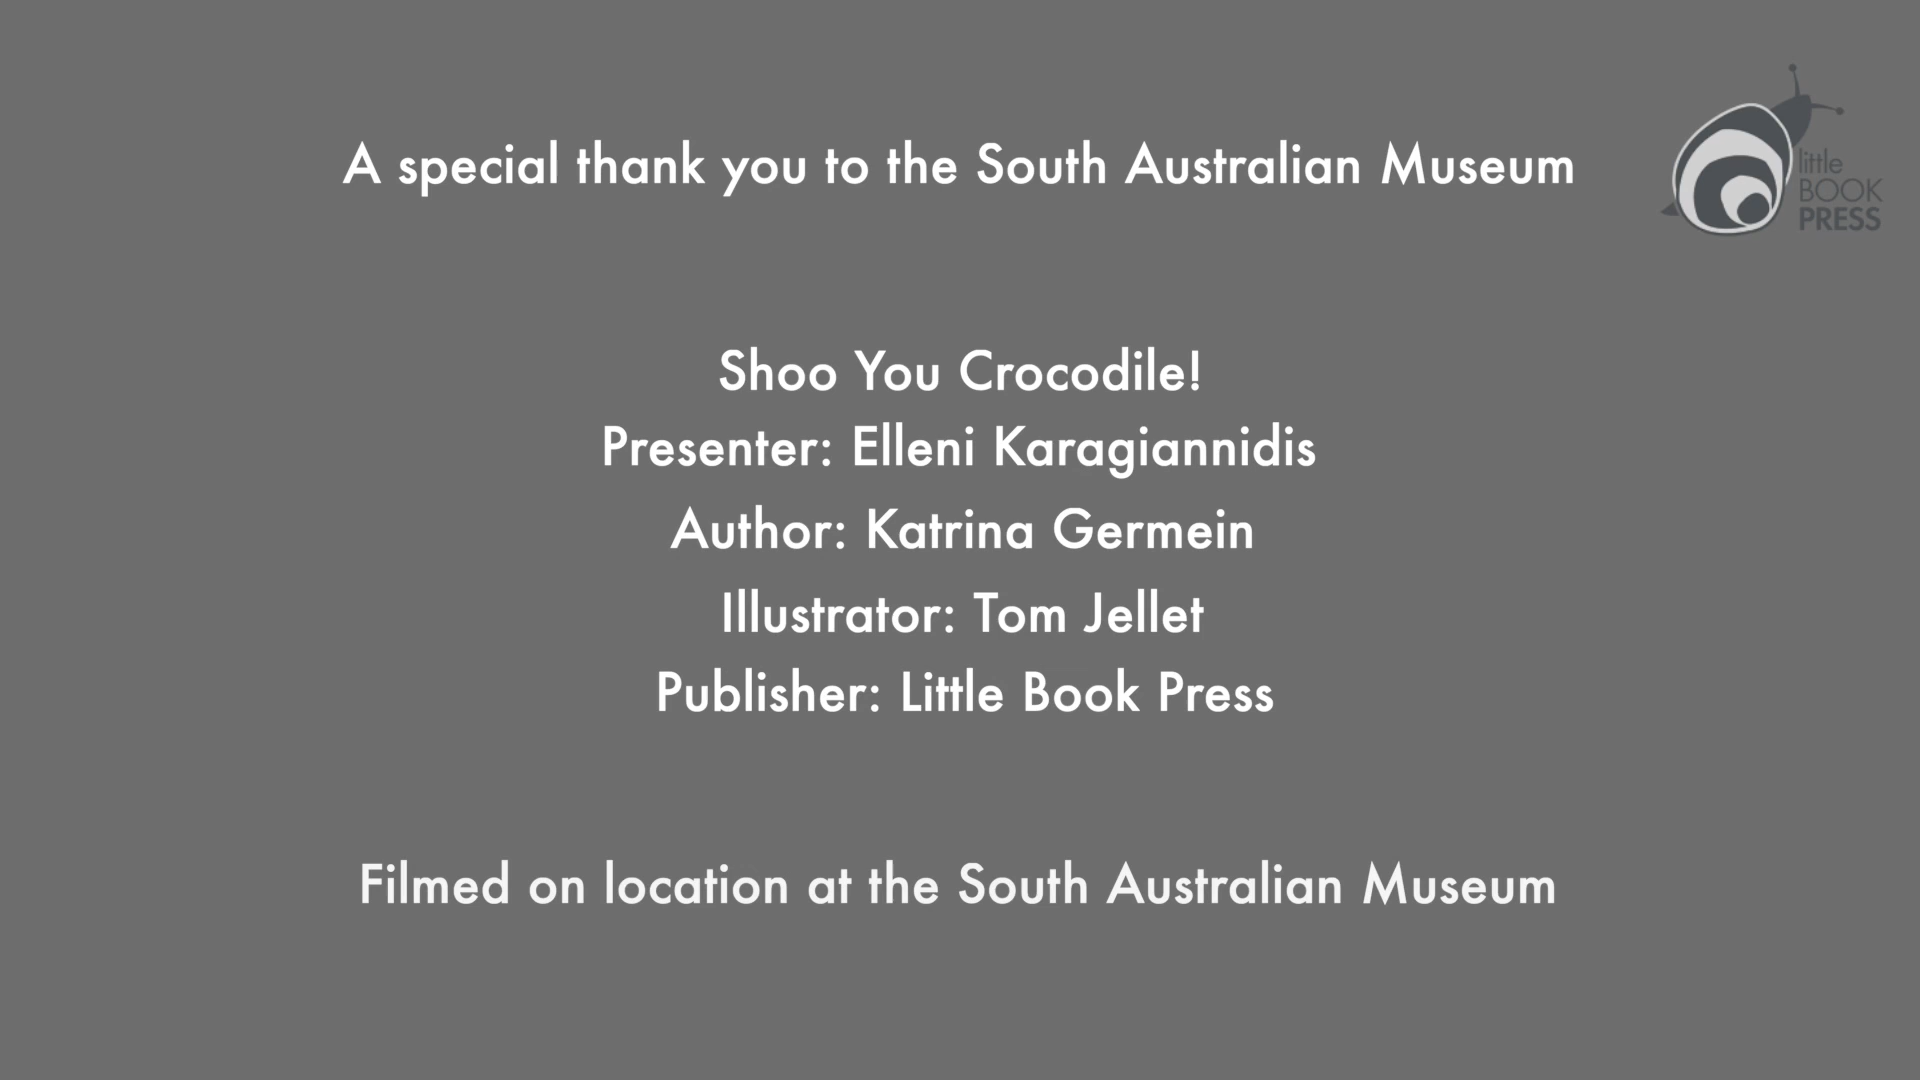 A special thank you to the South Australian Museum
little
BOOK
PRESS
Shoo You Crocodile!
Presenter: Elleni Karagiannidis
Author: Katrina Germein
Illustrator: Tom Jellet
Publisher: Little Book Press
Filmed on location at the South Australian Museum